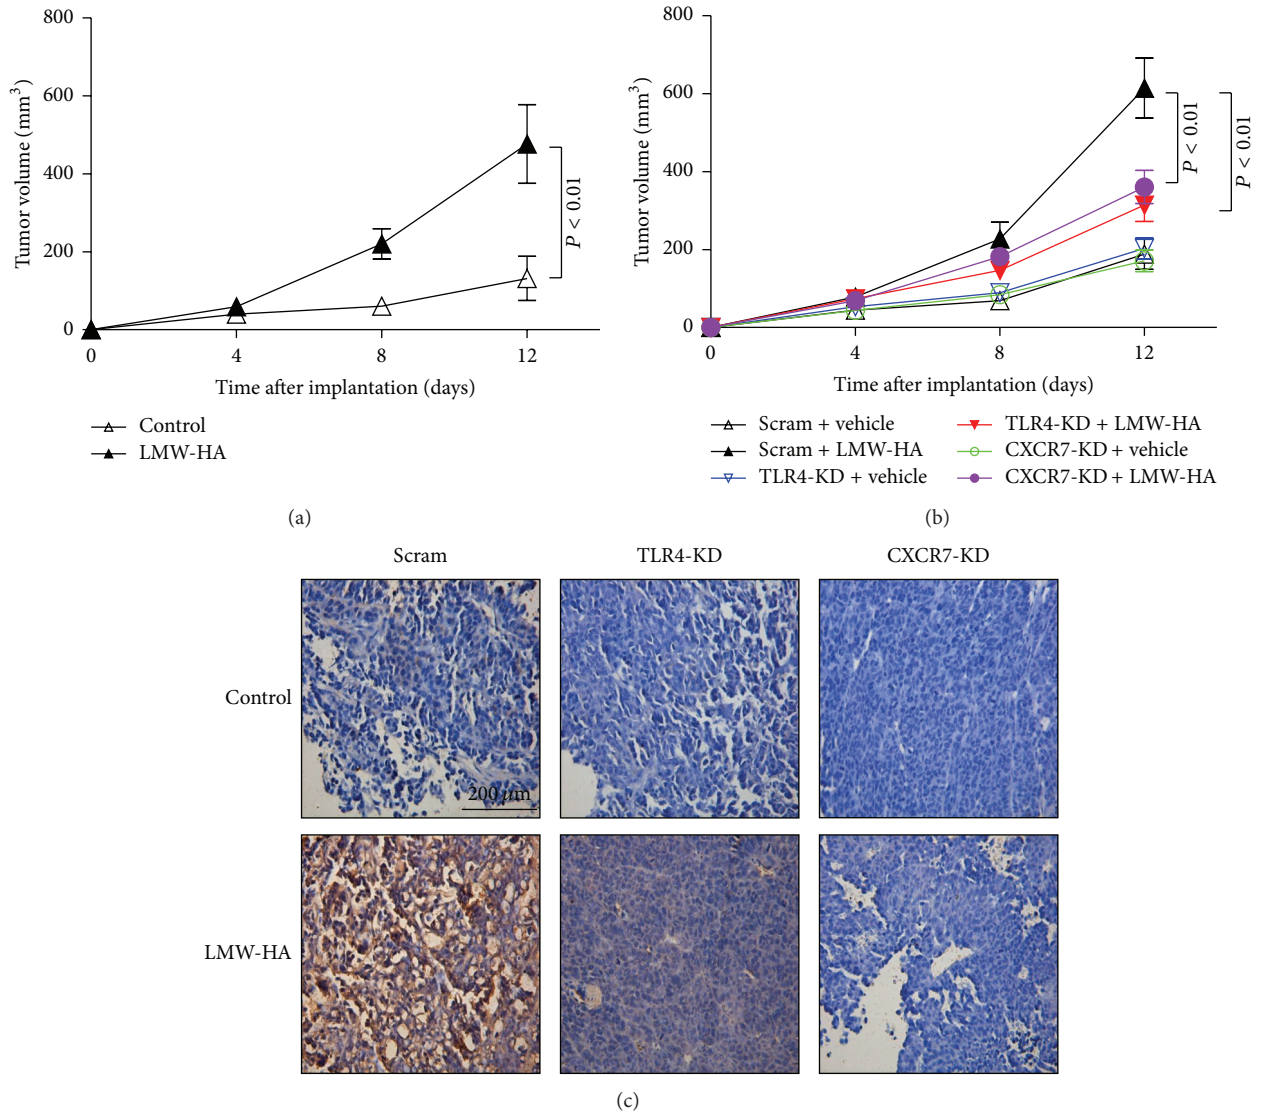 800
600
400
200
0
Tumor volume (mm³)
P < 0.01
0 4 8 12
Time after implantation (days)
Control
LMW-HA
(a)
800
600
400
200
0
Tumor volume (mm³)
P < 0.01
P < 0.01
0 4 8 12
Time after implantation (days)
Scram + vehicle
Scram + LMW-HA
TLR4-KD + vehicle
TLR4-KD + LMW-HA
CXCR7-KD + vehicle
CXCR7-KD + LMW-HA
(b)
Scram TLR4-KD CXCR7-KD
Control
200 μm
LMW-HA
(c)